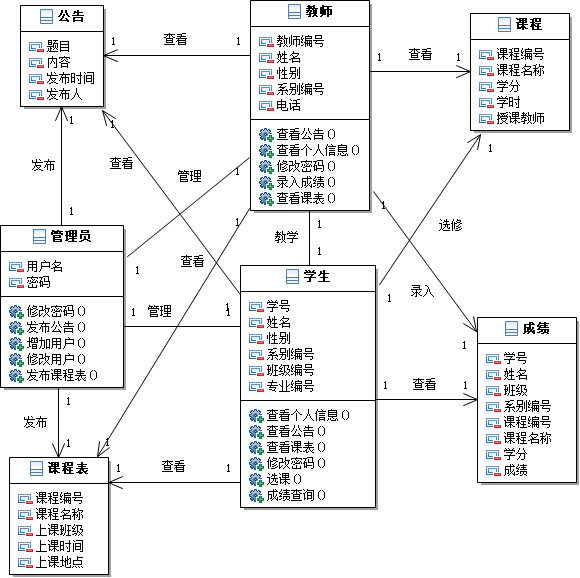 公告
题目
内容
发布时间
发布人
教师
教师编号
姓名
性别
系别编号
电话
查看公告()
查看个人信息()
修改密码()
录入成绩()
查看课表()
课程
课程编号
课程名称
学分
学时
授课教师
1 查看 1
1 查看 1
1
发布
1
1
查看
1
1
管理
1
1
查看
1
1
教学
1
1
选修
1
1
录入
1
管理员
用户名
密码
修改密码()
发布公告()
增加用户()
修改用户()
发布课程表()
1 管理 1
学生
学号
姓名
性别
系别编号
班级编号
专业编号
查看个人信息()
查看公告()
查看课表()
修改密码()
选课()
成绩查询()
成绩
学号
姓名
班级
系别编号
课程编号
课程名称
学分
成绩
1 查看 1
1
发布
1
课程表
课程编号
课程名称
上课班级
上课时间
上课地点
1 查看 1